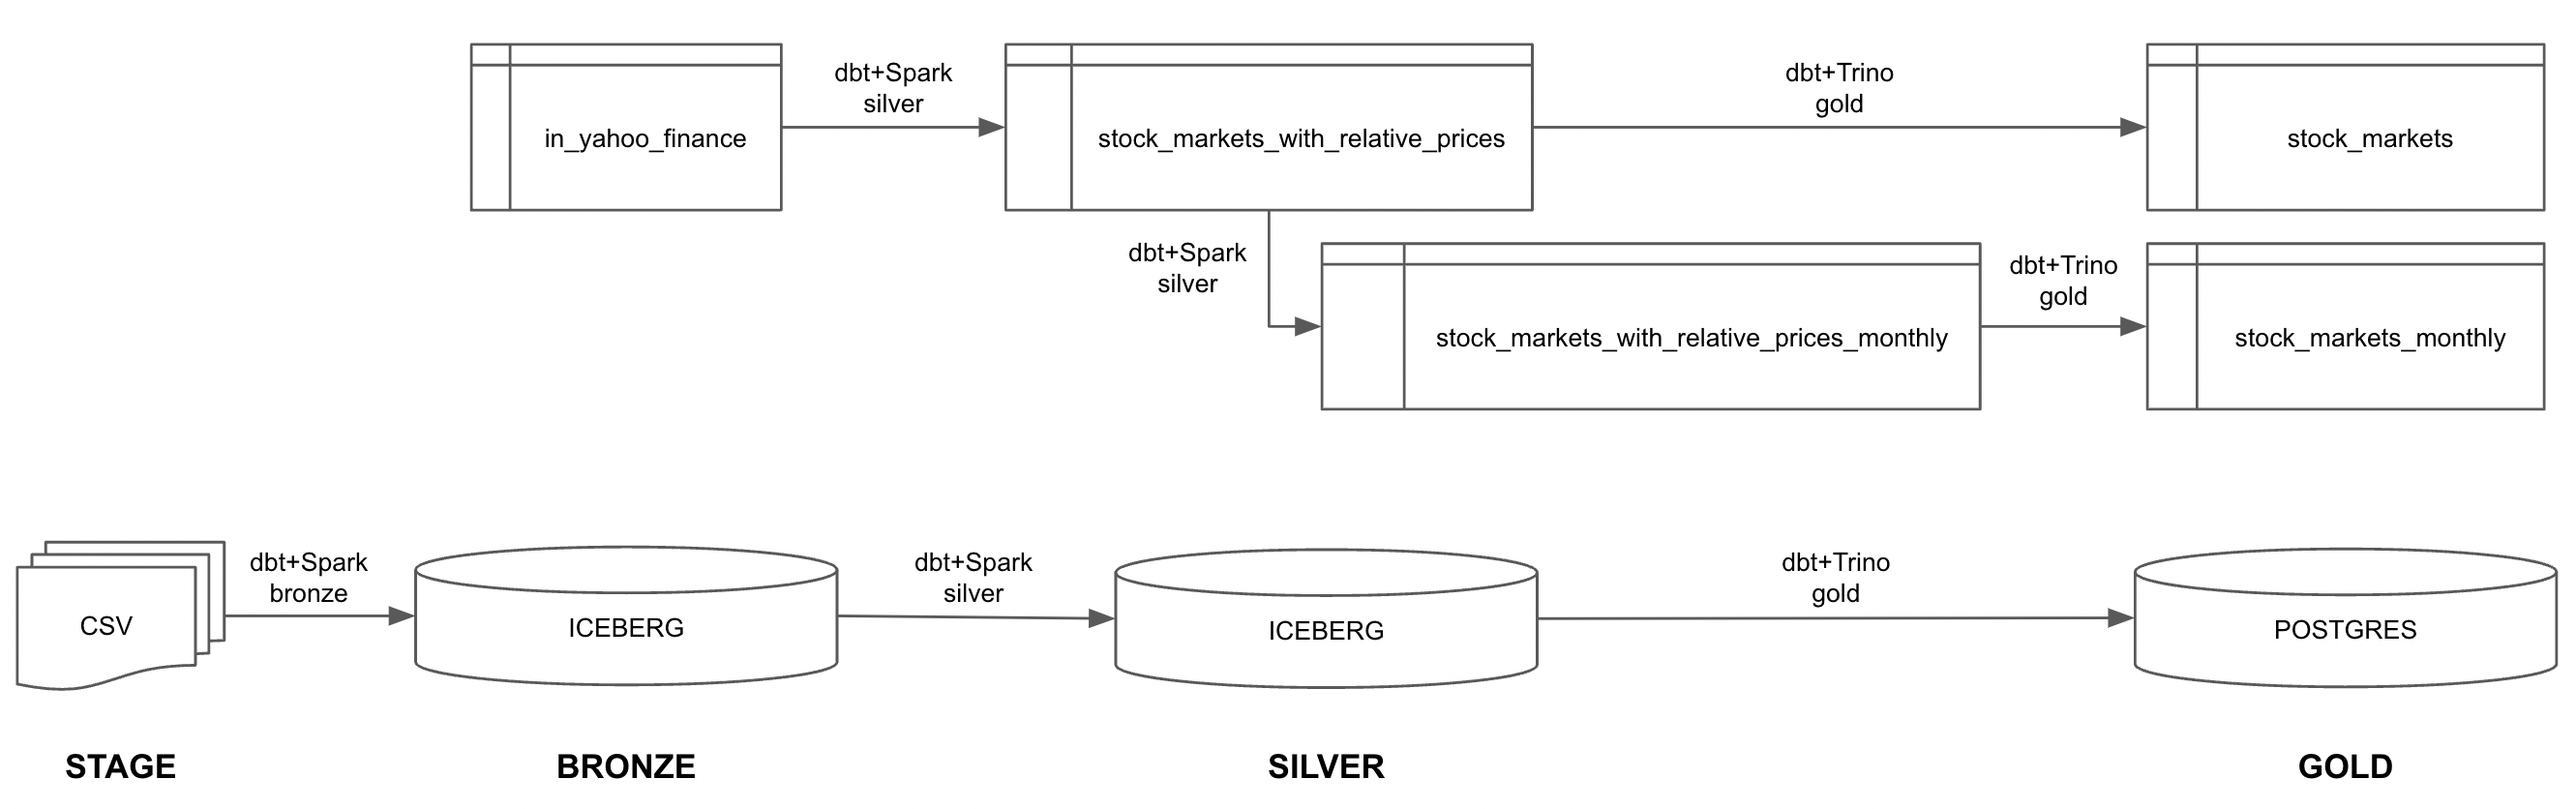 dbt+Spark
silver
dbt+Trino
gold
in_yahoo_finance
stock_markets_with_relative_prices
stock_markets
dbt+Spark
silver
dbt+Trino
gold
stock_markets_with_relative_prices_monthly
stock_markets_monthly
dbt+Spark
bronze
dbt+Spark
silver
dbt+Trino
gold
CSV
ICEBERG
ICEBERG
POSTGRES
STAGE
BRONZE
SILVER
GOLD